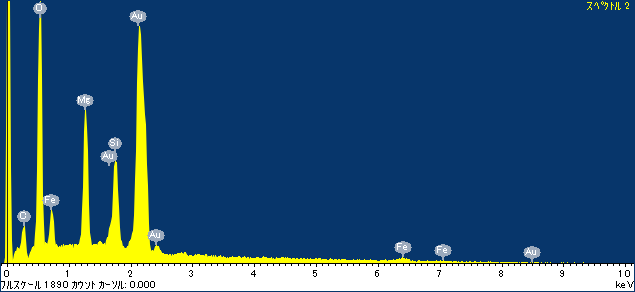 ｽﾍﾟｸﾄﾙ 2
O
Au
Mg
Si
Au
Fe
Au
Fe
Fe
Au
0 1 2 3 4 5 6 7 8 9 10
ﾌﾙｽｹｰﾙ 1890 ｶｳﾝﾄ ｶｰｿﾙ: 0.000 keV